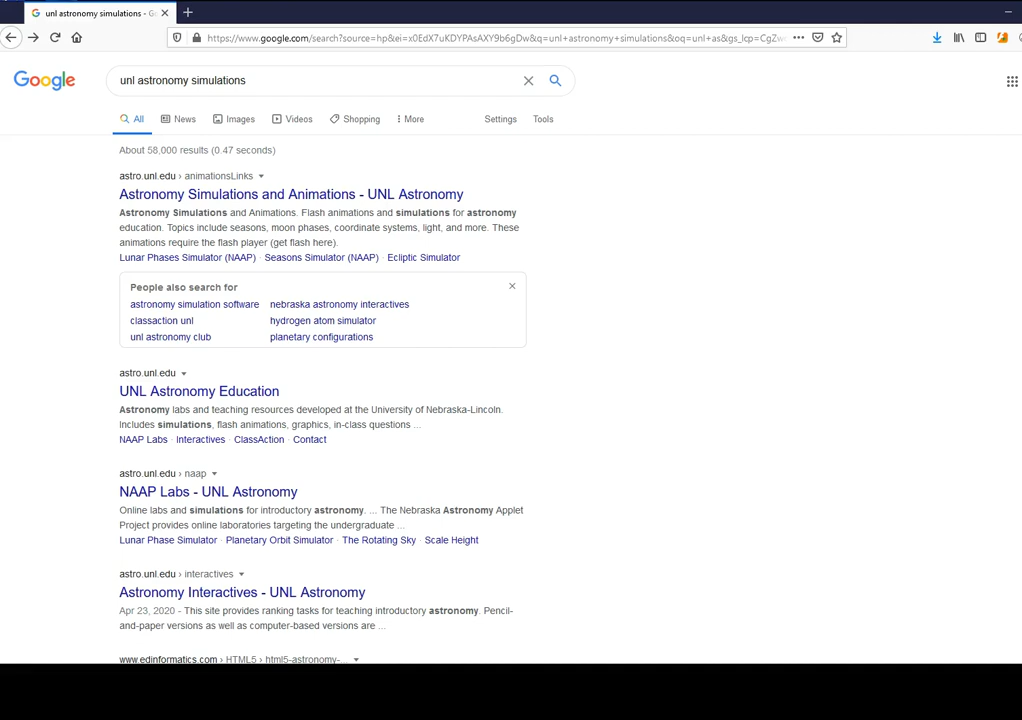 unl astronomy simulations - G
https://www.google.com/search?source=hp&ei=x0EdX7uKDYPAsAXY9b6gDw&q=unl+astronomy+simulations&oq=unl+as&gs_lcp=CgZw
Google
unl astronomy simulations
All News Images Videos Shopping More Settings Tools
About 58,000 results (0.47 seconds)
astro.unl.edu › animationsLinks
Astronomy Simulations and Animations - UNL Astronomy
Astronomy Simulations and Animations. Flash animations and simulations for astronomy
education. Topics include seasons, moon phases, coordinate systems, light, and more. These
animations require the flash player (get flash here).
Lunar Phases Simulator (NAAP) · Seasons Simulator (NAAP) · Ecliptic Simulator
People also search for
astronomy simulation software nebraska astronomy interactives
classaction unl hydrogen atom simulator
unl astronomy club planetary configurations
astro.unl.edu
UNL Astronomy Education
Astronomy labs and teaching resources developed at the University of Nebraska-Lincoln.
Includes simulations, flash animations, graphics, in-class questions ...
NAAP Labs · Interactives · ClassAction · Contact
astro.unl.edu › naap
NAAP Labs - UNL Astronomy
Online labs and simulations for introductory astronomy. ... The Nebraska Astronomy Applet
Project provides online laboratories targeting the undergraduate ...
Lunar Phase Simulator · Planetary Orbit Simulator · The Rotating Sky · Scale Height
astro.unl.edu › interactives
Astronomy Interactives - UNL Astronomy
Apr 23, 2020 - This site provides ranking tasks for teaching introductory astronomy. Pencil-
and-paper versions as well as computer-based versions are ...
www.edinformatics.com › HTML5 › html5-astronomy-...